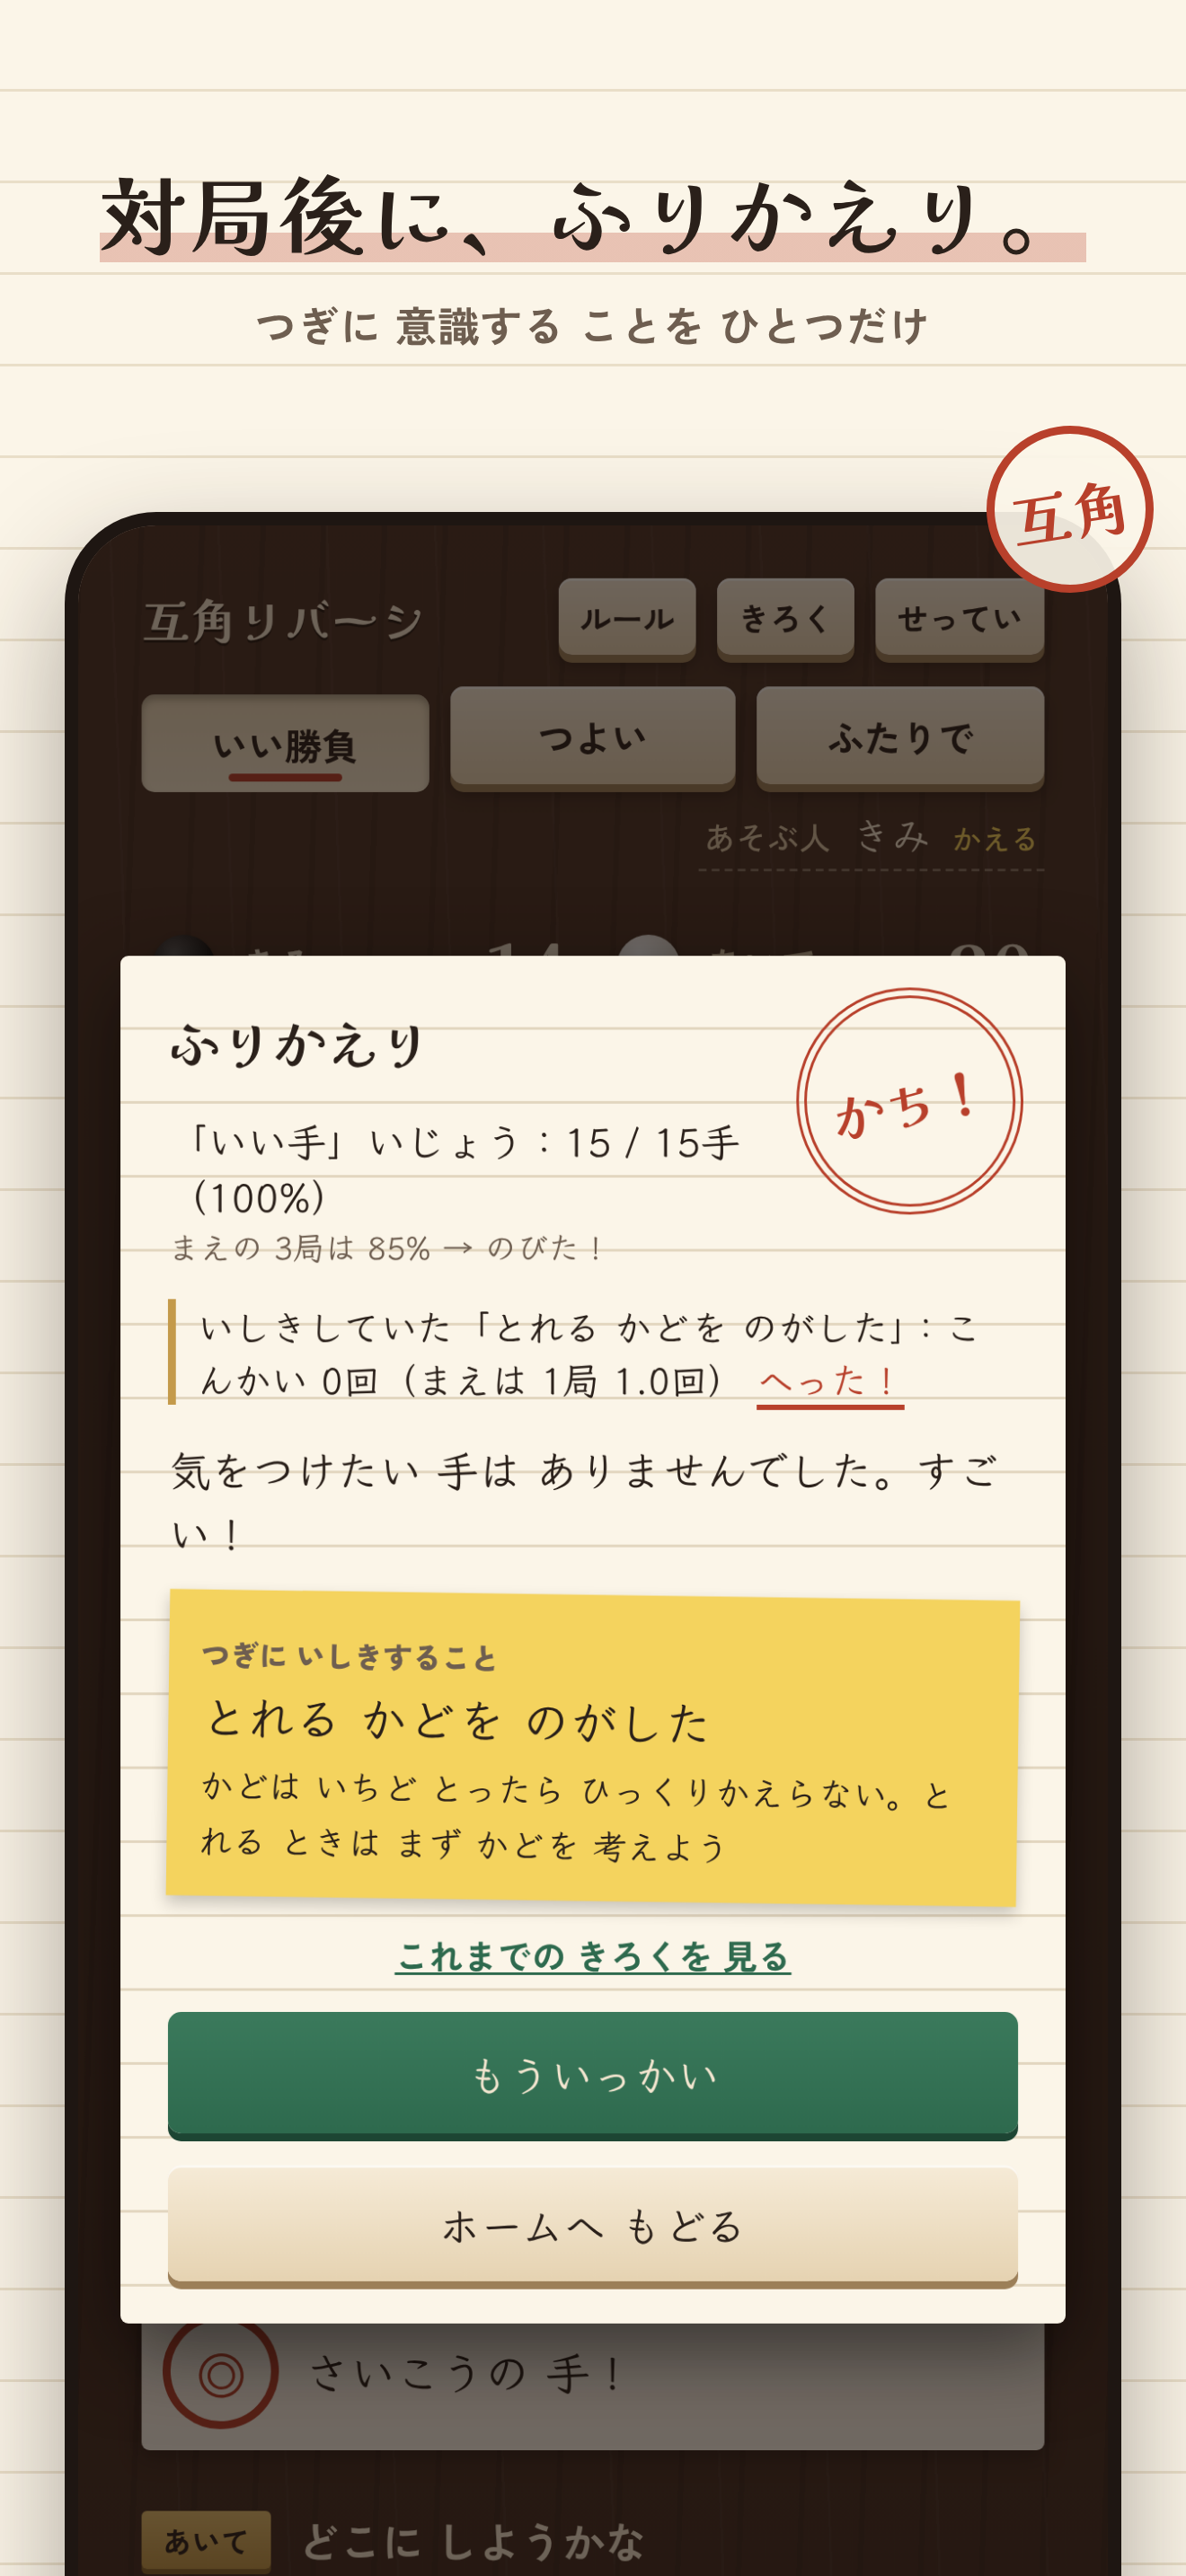 対局後に、ふりかえり。
つぎに 意識する ことを ひとつだけ
互角
互角リバーシ
ルール
きろく
せってい
いい勝負
つよい
ふたりで
あそぶ人 きみ かえる
ふりかえり
かち！
「いい手」いじょう：15 / 15手
(100%)
まえの 3局は 85% → のびた！
いしきしていた「とれる かどを のがした」：こ
んかい 0回（まえは 1局 1.0回） へった！
気をつけたい 手は ありませんでした。すご
い！
つぎに いしきすること
とれる かどを のがした
かどは いちど とったら ひっくりかえらない。と
れる ときは まず かどを 考えよう
これまでの きろくを 見る
もういっかい
ホームへ もどる
◎ さいこうの 手！
あいて
どこに しようかな